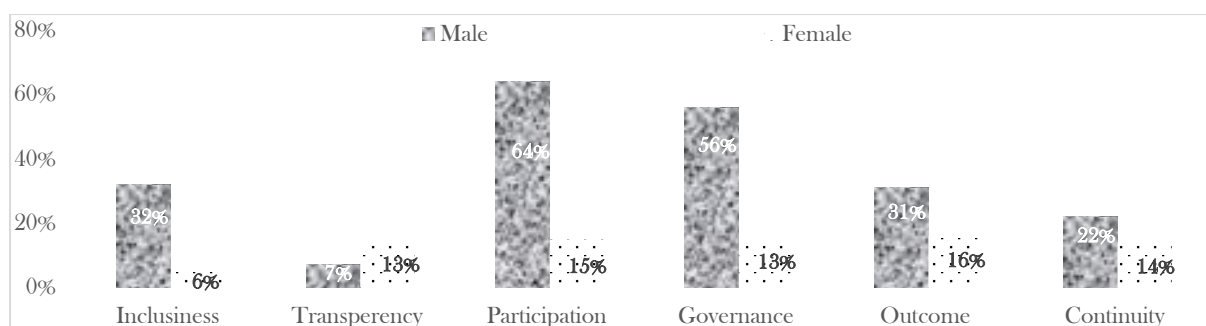 80%
Male Female
60%
40%
20%
0%
32% 6% 7% 13% 64% 15% 56% 13% 31% 16% 22% 14%
Inclusiness Transperency Participation Governance Outcome Continuity